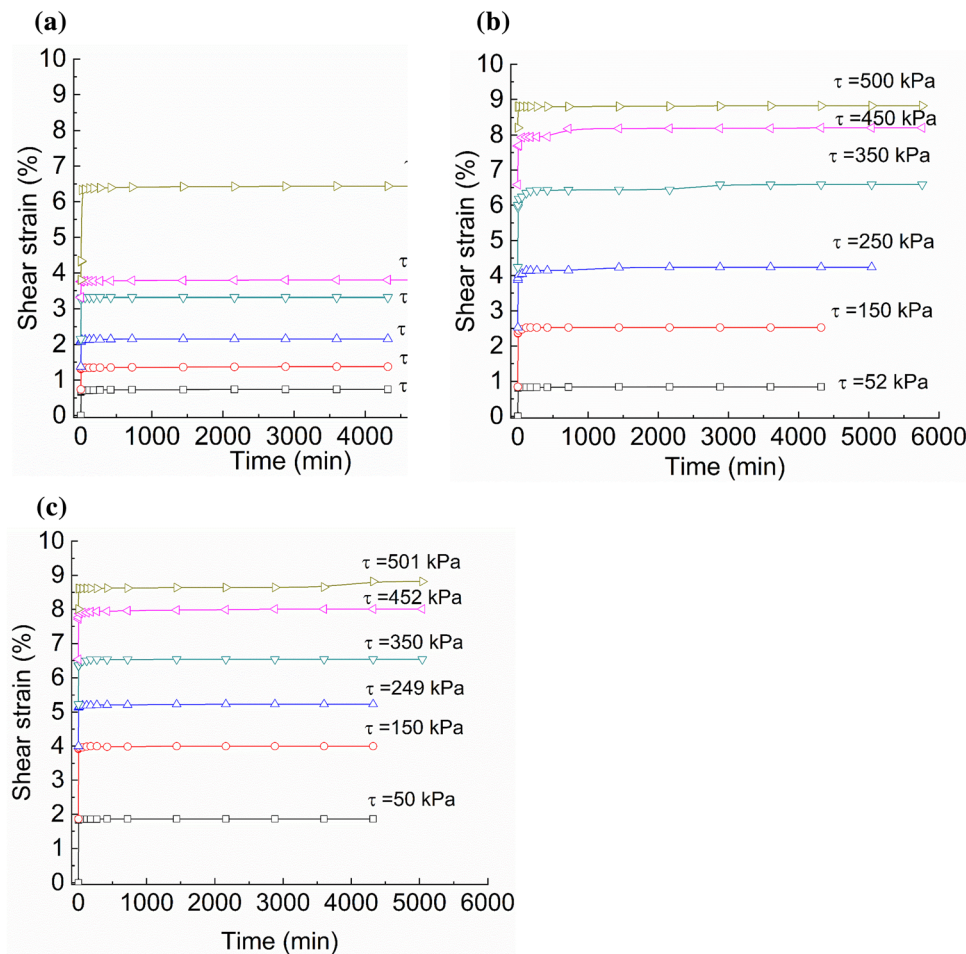 (a)
10
9
8
7
6
5
4
3
2
1
0
Shear strain (%)
τ
τ
τ
τ
0 1000 2000 3000 4000
Time (min)
(b)
10
9
8
7
6
5
4
3
2
1
0
Shear strain (%)
τ =500 kPa
τ =450 kPa
τ =350 kPa
τ =250 kPa
τ =150 kPa
τ =52 kPa
0 1000 2000 3000 4000 5000 6000
Time (min)
(c)
10
9
8
7
6
5
4
3
2
1
0
Shear strain (%)
τ =501 kPa
τ =452 kPa
τ =350 kPa
τ =249 kPa
τ =150 kPa
τ =50 kPa
0 1000 2000 3000 4000 5000 6000
Time (min)